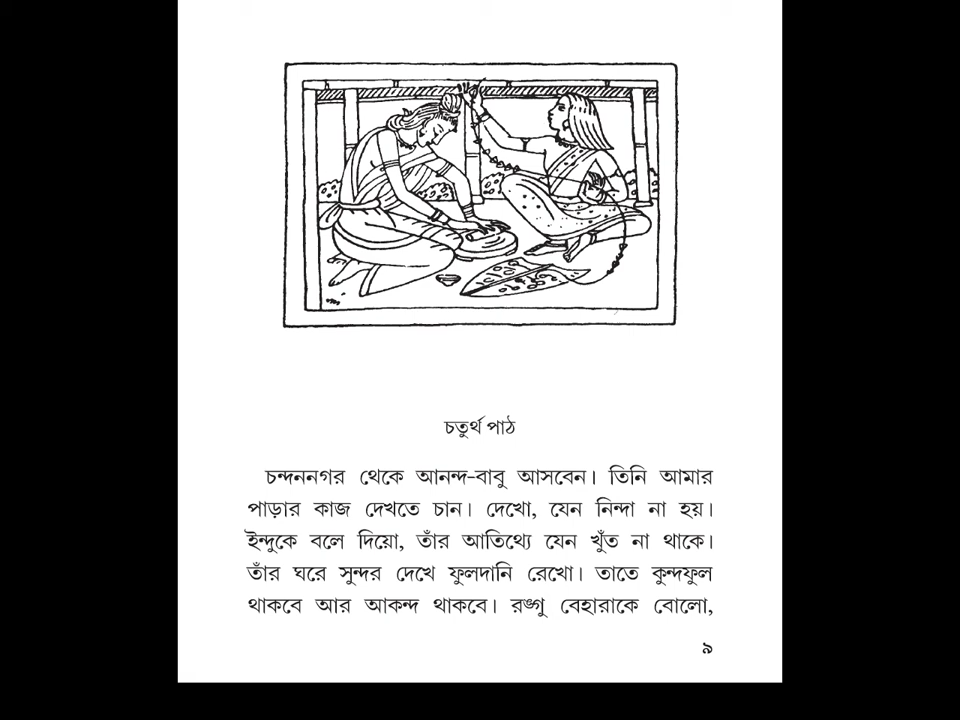 চতুর্থ পাঠ
চন্দননগর থেকে আনন্দ-বাবু আসবেন। তিনি আমার
পাড়ার কাজ দেখতে চান। দেখো, যেন নিন্দা না হয়।
ইন্দুকে বলে দিয়ো, তাঁর আতিথ্যে যেন খুঁত না থাকে।
তাঁর ঘরে সুন্দর দেখে ফুলদানি রেখো। তাতে কুন্দফুল
থাকবে আর আকন্দ থাকবে। রঙ্গু বেহারাকে বোলো,
৯